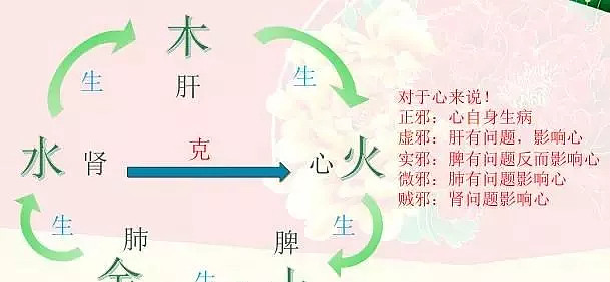 木
生
生
肝
对于心来说！
正邪：心自身生病
虚邪：肝有问题，影响心
实邪：脾有问题反而影响心
微邪：肺有问题影响心
贼邪：肾问题影响心
克
水 肾
心 火
生
生
肺
脾
金
生